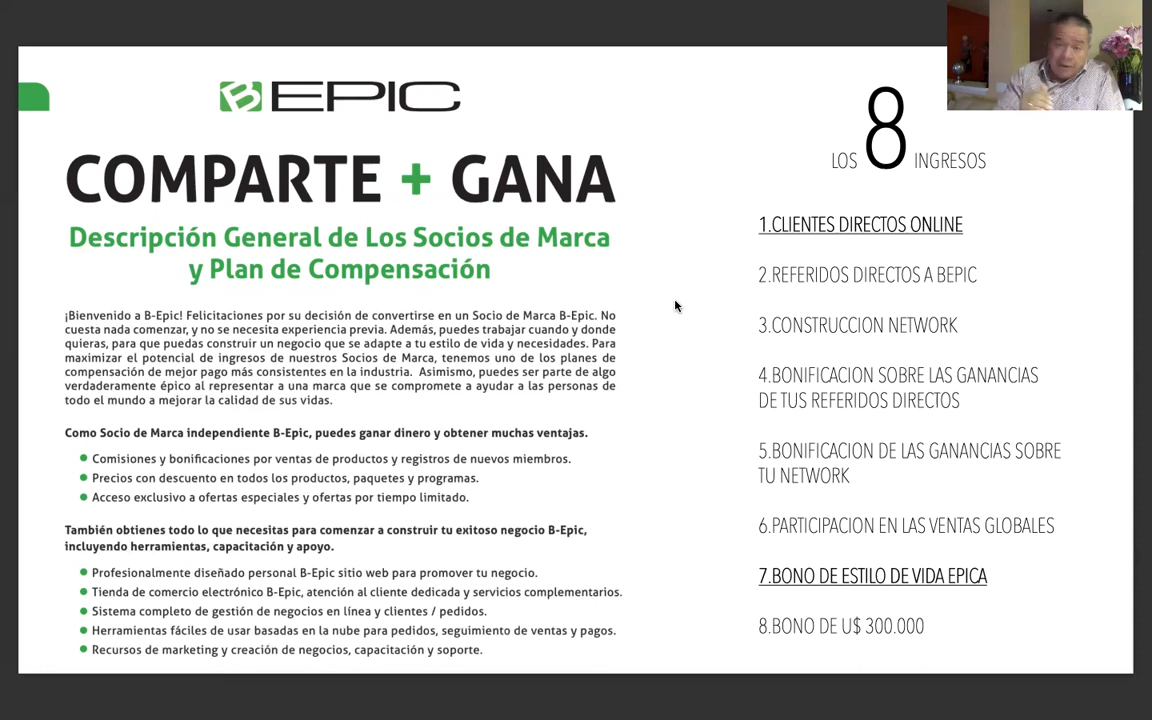 B EPIC
COMPARTE + GANA
Descripción General de Los Socios de Marca
y Plan de Compensación
¡Bienvenido a B-Epic! Felicitaciones por su decisión de convertirse en un Socio de Marca B-Epic. No
cuesta nada comenzar, y no se necesita experiencia previa. Además, puedes trabajar cuando y donde
quieras, para que puedas construir un negocio que se adapte a tu estilo de vida y necesidades. Para
maximizar el potencial de ingresos de nuestros Socios de Marca, tenemos uno de los planes de
compensación de mejor pago más consistentes en la industria. Asimismo, puedes ser parte de algo
verdaderamente épico al representar a una marca que se compromete a ayudar a las personas de
todo el mundo a mejorar la calidad de sus vidas.
Como Socio de Marca independiente B-Epic, puedes ganar dinero y obtener muchas ventajas.
Comisiones y bonificaciones por ventas de productos y registros de nuevos miembros.
Precios con descuento en todos los productos, paquetes y programas.
Acceso exclusivo a ofertas especiales y ofertas por tiempo limitado.
También obtienes todo lo que necesitas para comenzar a construir tu exitoso negocio B-Epic,
incluyendo herramientas, capacitación y apoyo.
Profesionalmente diseñado personal B-Epic sitio web para promover tu negocio.
Tienda de comercio electrónico B-Epic, atención al cliente dedicada y servicios complementarios.
Sistema completo de gestión de negocios en línea y clientes / pedidos.
Herramientas fáciles de usar basadas en la nube para pedidos, seguimiento de ventas y pagos.
Recursos de marketing y creación de negocios, capacitación y soporte.
LOS 8 INGRESOS
1.CLIENTES DIRECTOS ONLINE
2.REFERIDOS DIRECTOS A BEPIC
3.CONSTRUCCION NETWORK
4.BONIFICACION SOBRE LAS GANANCIAS
DE TUS REFERIDOS DIRECTOS
5.BONIFICACION DE LAS GANANCIAS SOBRE
TU NETWORK
6.PARTICIPACION EN LAS VENTAS GLOBALES
7.BONO DE ESTILO DE VIDA EPICA
8.BONO DE U$ 300.000